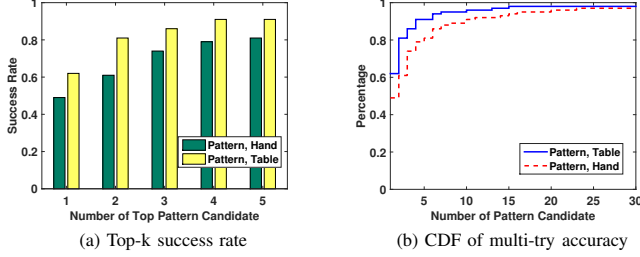 1
0.8
0.6
0.4
0.2
0
Success Rate
Pattern, Hand
Pattern, Table
1 2 3 4 5
Number of Top Pattern Candidate
(a) Top-k success rate
1
0.8
0.6
0.4
0.2
0
Percentage
Pattern, Table
Pattern, Hand
5 10 15 20 25 30
Number of Pattern Candidate
(b) CDF of multi-try accuracy